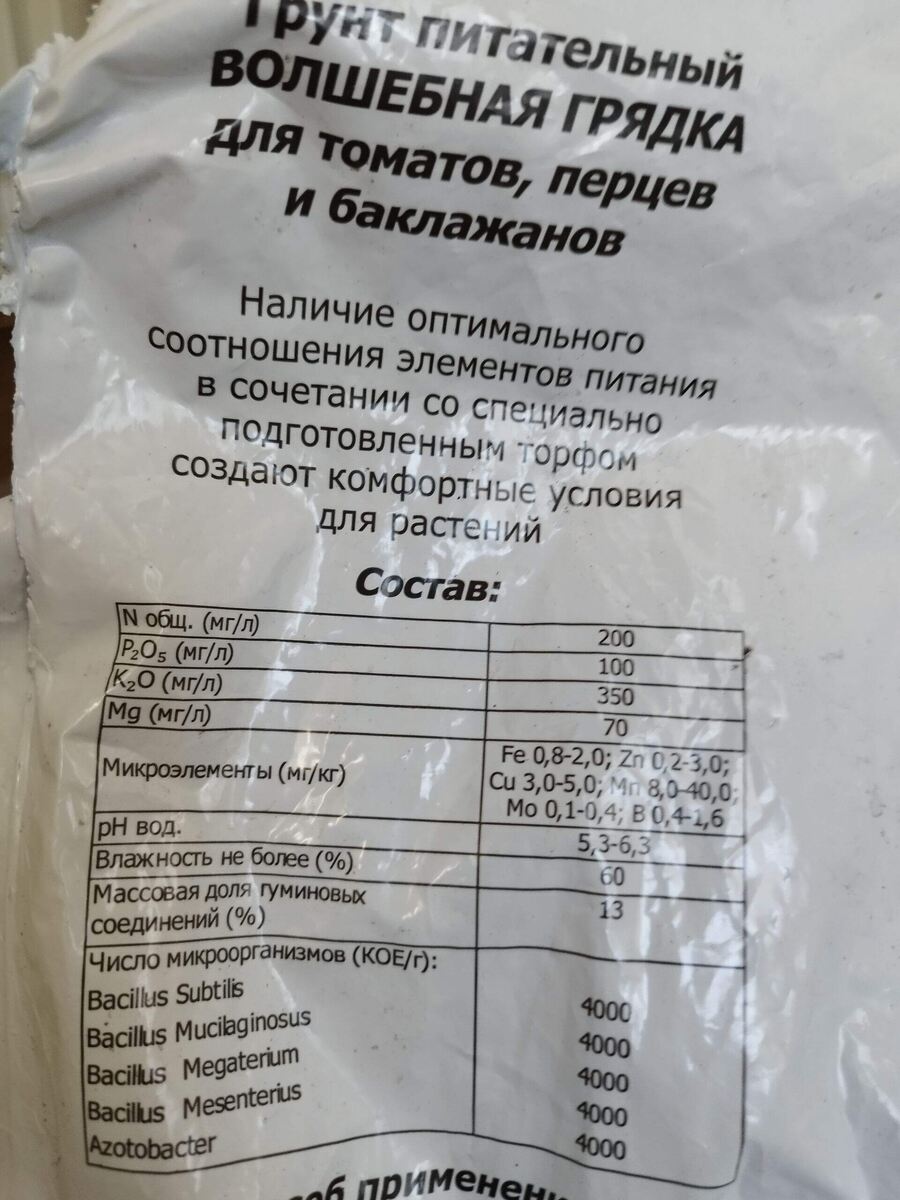 Грунт питательный
ВОЛШЕБНАЯ ГРЯДКА
для томатов, перцев
и баклажанов
Наличие оптимального
соотношения элементов питания
в сочетании со специально
подготовленным торфом
создают комфортные условия
для растений
Состав:
N общ. (мг/л) 200
P₂O₅ (мг/л) 100
K₂O (мг/л) 350
Mg (мг/л) 70
Микроэлементы (мг/кг) Fe 0,8-2,0; Zn 0,2-3,0;
Cu 3,0-5,0; Mn 8,0-40,0;
Mo 0,1-0,4; B 0,4-1,6
pH вод. 5,3-6,3
Влажность не более (%) 60
Массовая доля гуминовых
соединений (%) 13
Число микроорганизмов (КОЕ/г):
Bacillus Subtilis 4000
Bacillus Mucilaginosus 4000
Bacillus Megaterium 4000
Bacillus Mesenterius 4000
Azotobacter 4000